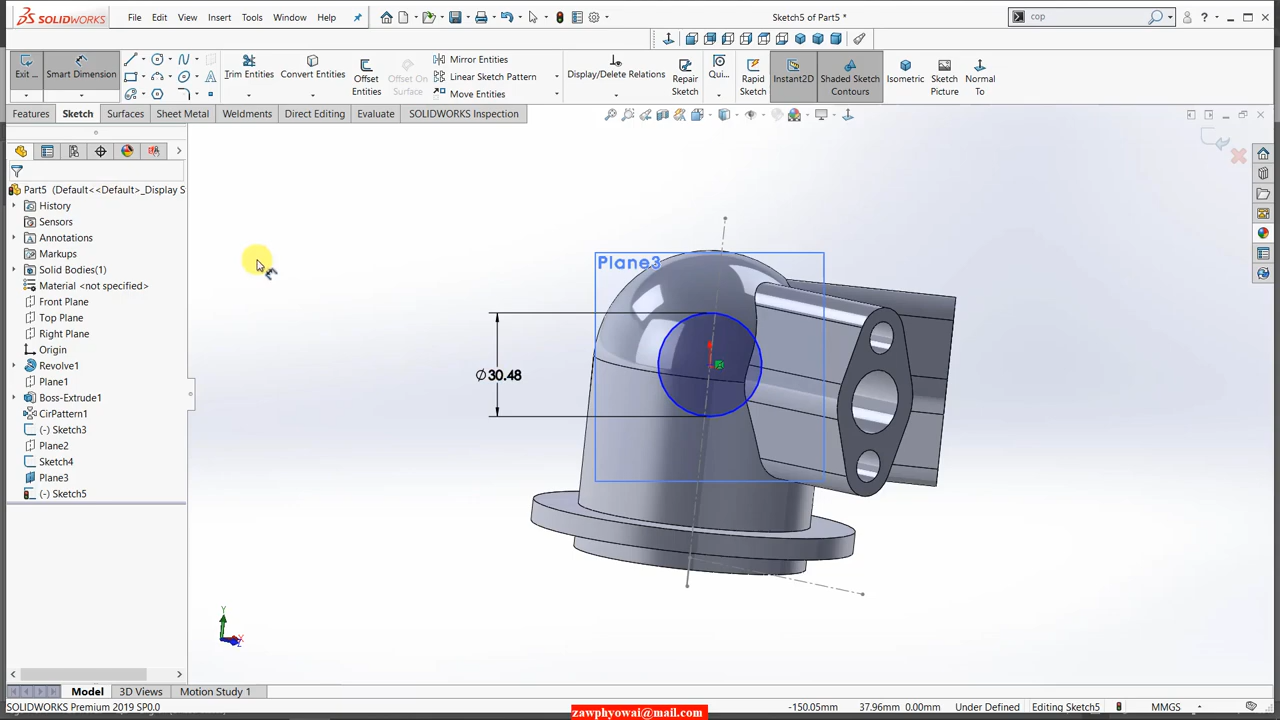 SOLIDWORKS
File
Edit
View
Insert
Tools
Window
Help
Sketch5 of Part5 *
cop
Exit ...
Smart Dimension
Trim Entities
Convert Entities
Offset Entities
Offset On Surface
Mirror Entities
Linear Sketch Pattern
Move Entities
Display/Delete Relations
Repair Sketch
Qui...
Rapid Sketch
Instant2D
Shaded Sketch Contours
Isometric
Sketch Picture
Normal To
Features
Sketch
Surfaces
Sheet Metal
Weldments
Direct Editing
Evaluate
SOLIDWORKS Inspection
Part5 (Default<<Default>_Display S
History
Sensors
Annotations
Markups
Solid Bodies(1)
Material <not specified>
Front Plane
Top Plane
Right Plane
Origin
Revolve1
Plane1
Boss-Extrude1
CirPattern1
(-) Sketch3
Plane2
Sketch4
Plane3
(-) Sketch5
Plane3
Ø30.48
Y
X
Z
Model
3D Views
Motion Study 1
SOLIDWORKS Premium 2019 SP0.0
zawphyowai@mail.com
-150.05mm
37.96mm 0.00mm
Under Defined
Editing Sketch5
MMGS